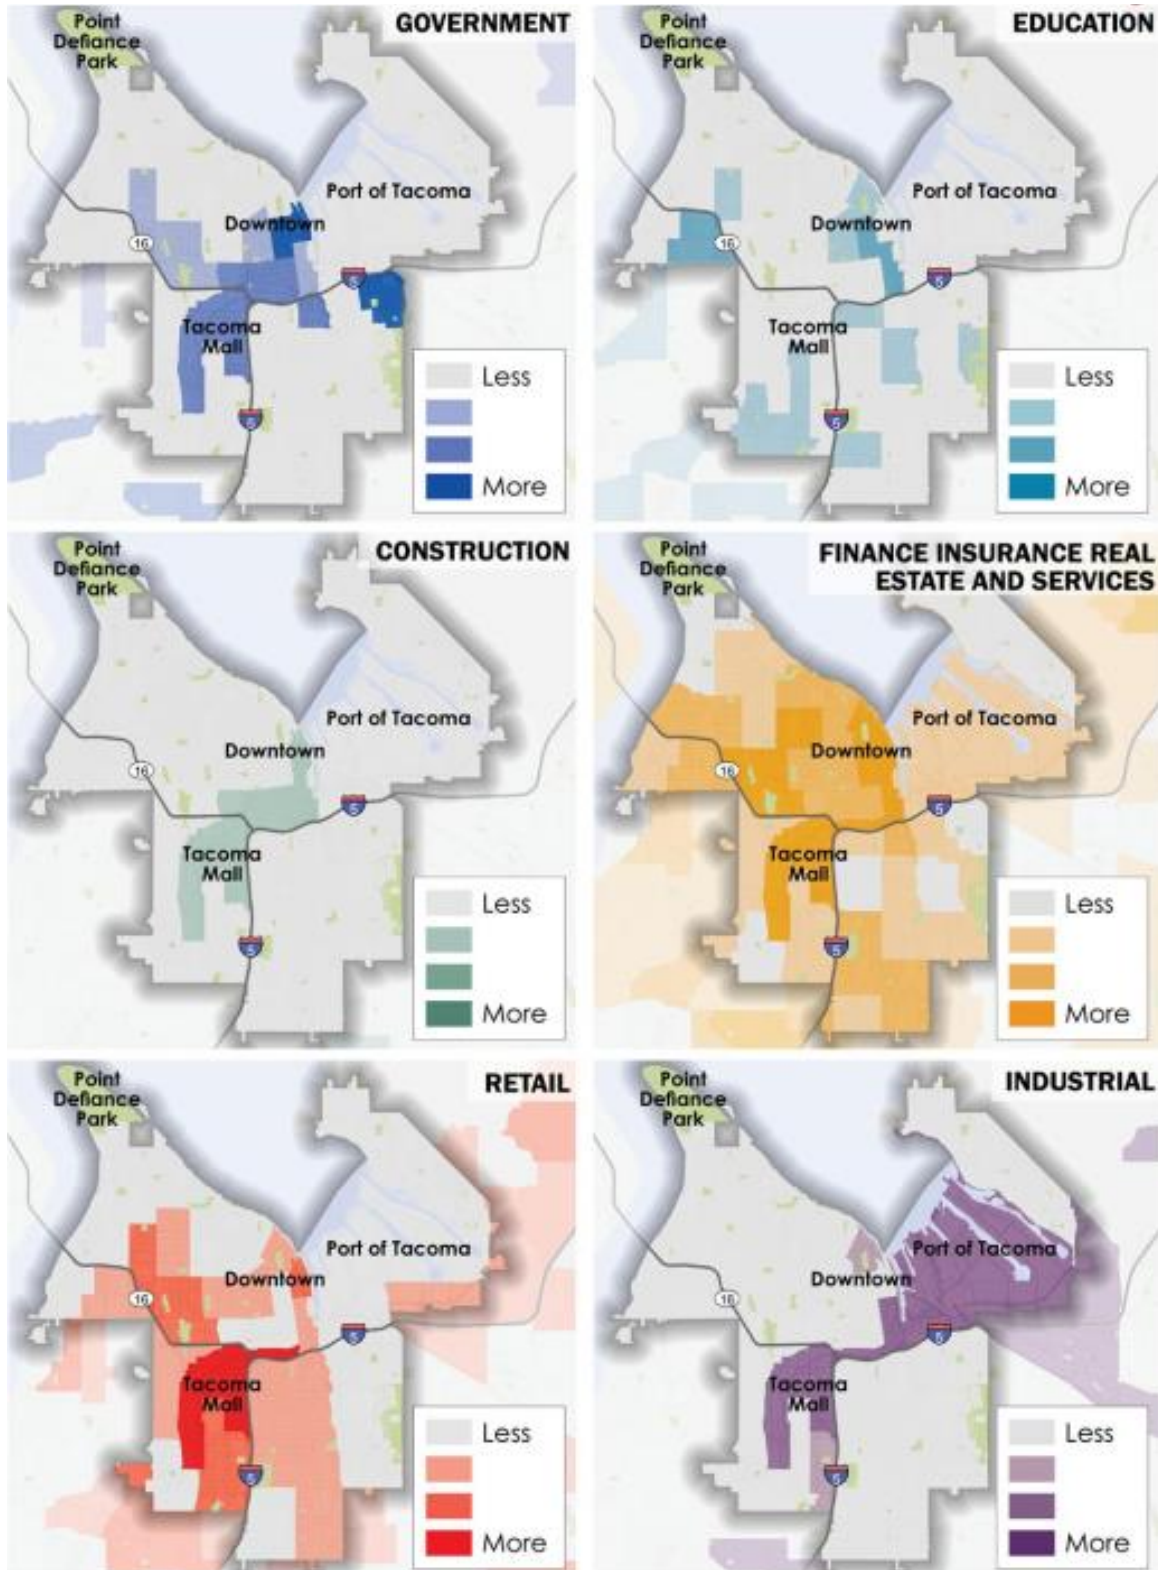 GOVERNMENT
Point
Defiance
Park
Port of Tacoma
Downtown
16
5
Tacoma
Mall
5
Less
More
EDUCATION
Point
Defiance
Park
Port of Tacoma
Downtown
16
5
Tacoma
Mall
5
Less
More
CONSTRUCTION
Point
Defiance
Park
Port of Tacoma
Downtown
16
5
Tacoma
Mall
5
Less
More
FINANCE INSURANCE REAL
ESTATE AND SERVICES
Point
Defiance
Park
Port of Tacoma
Downtown
16
5
Tacoma
Mall
5
Less
More
RETAIL
Point
Defiance
Park
Port of Tacoma
Downtown
16
5
Tacoma
Mall
5
Less
More
INDUSTRIAL
Point
Defiance
Park
Port of Tacoma
Downtown
16
5
Tacoma
Mall
5
Less
More